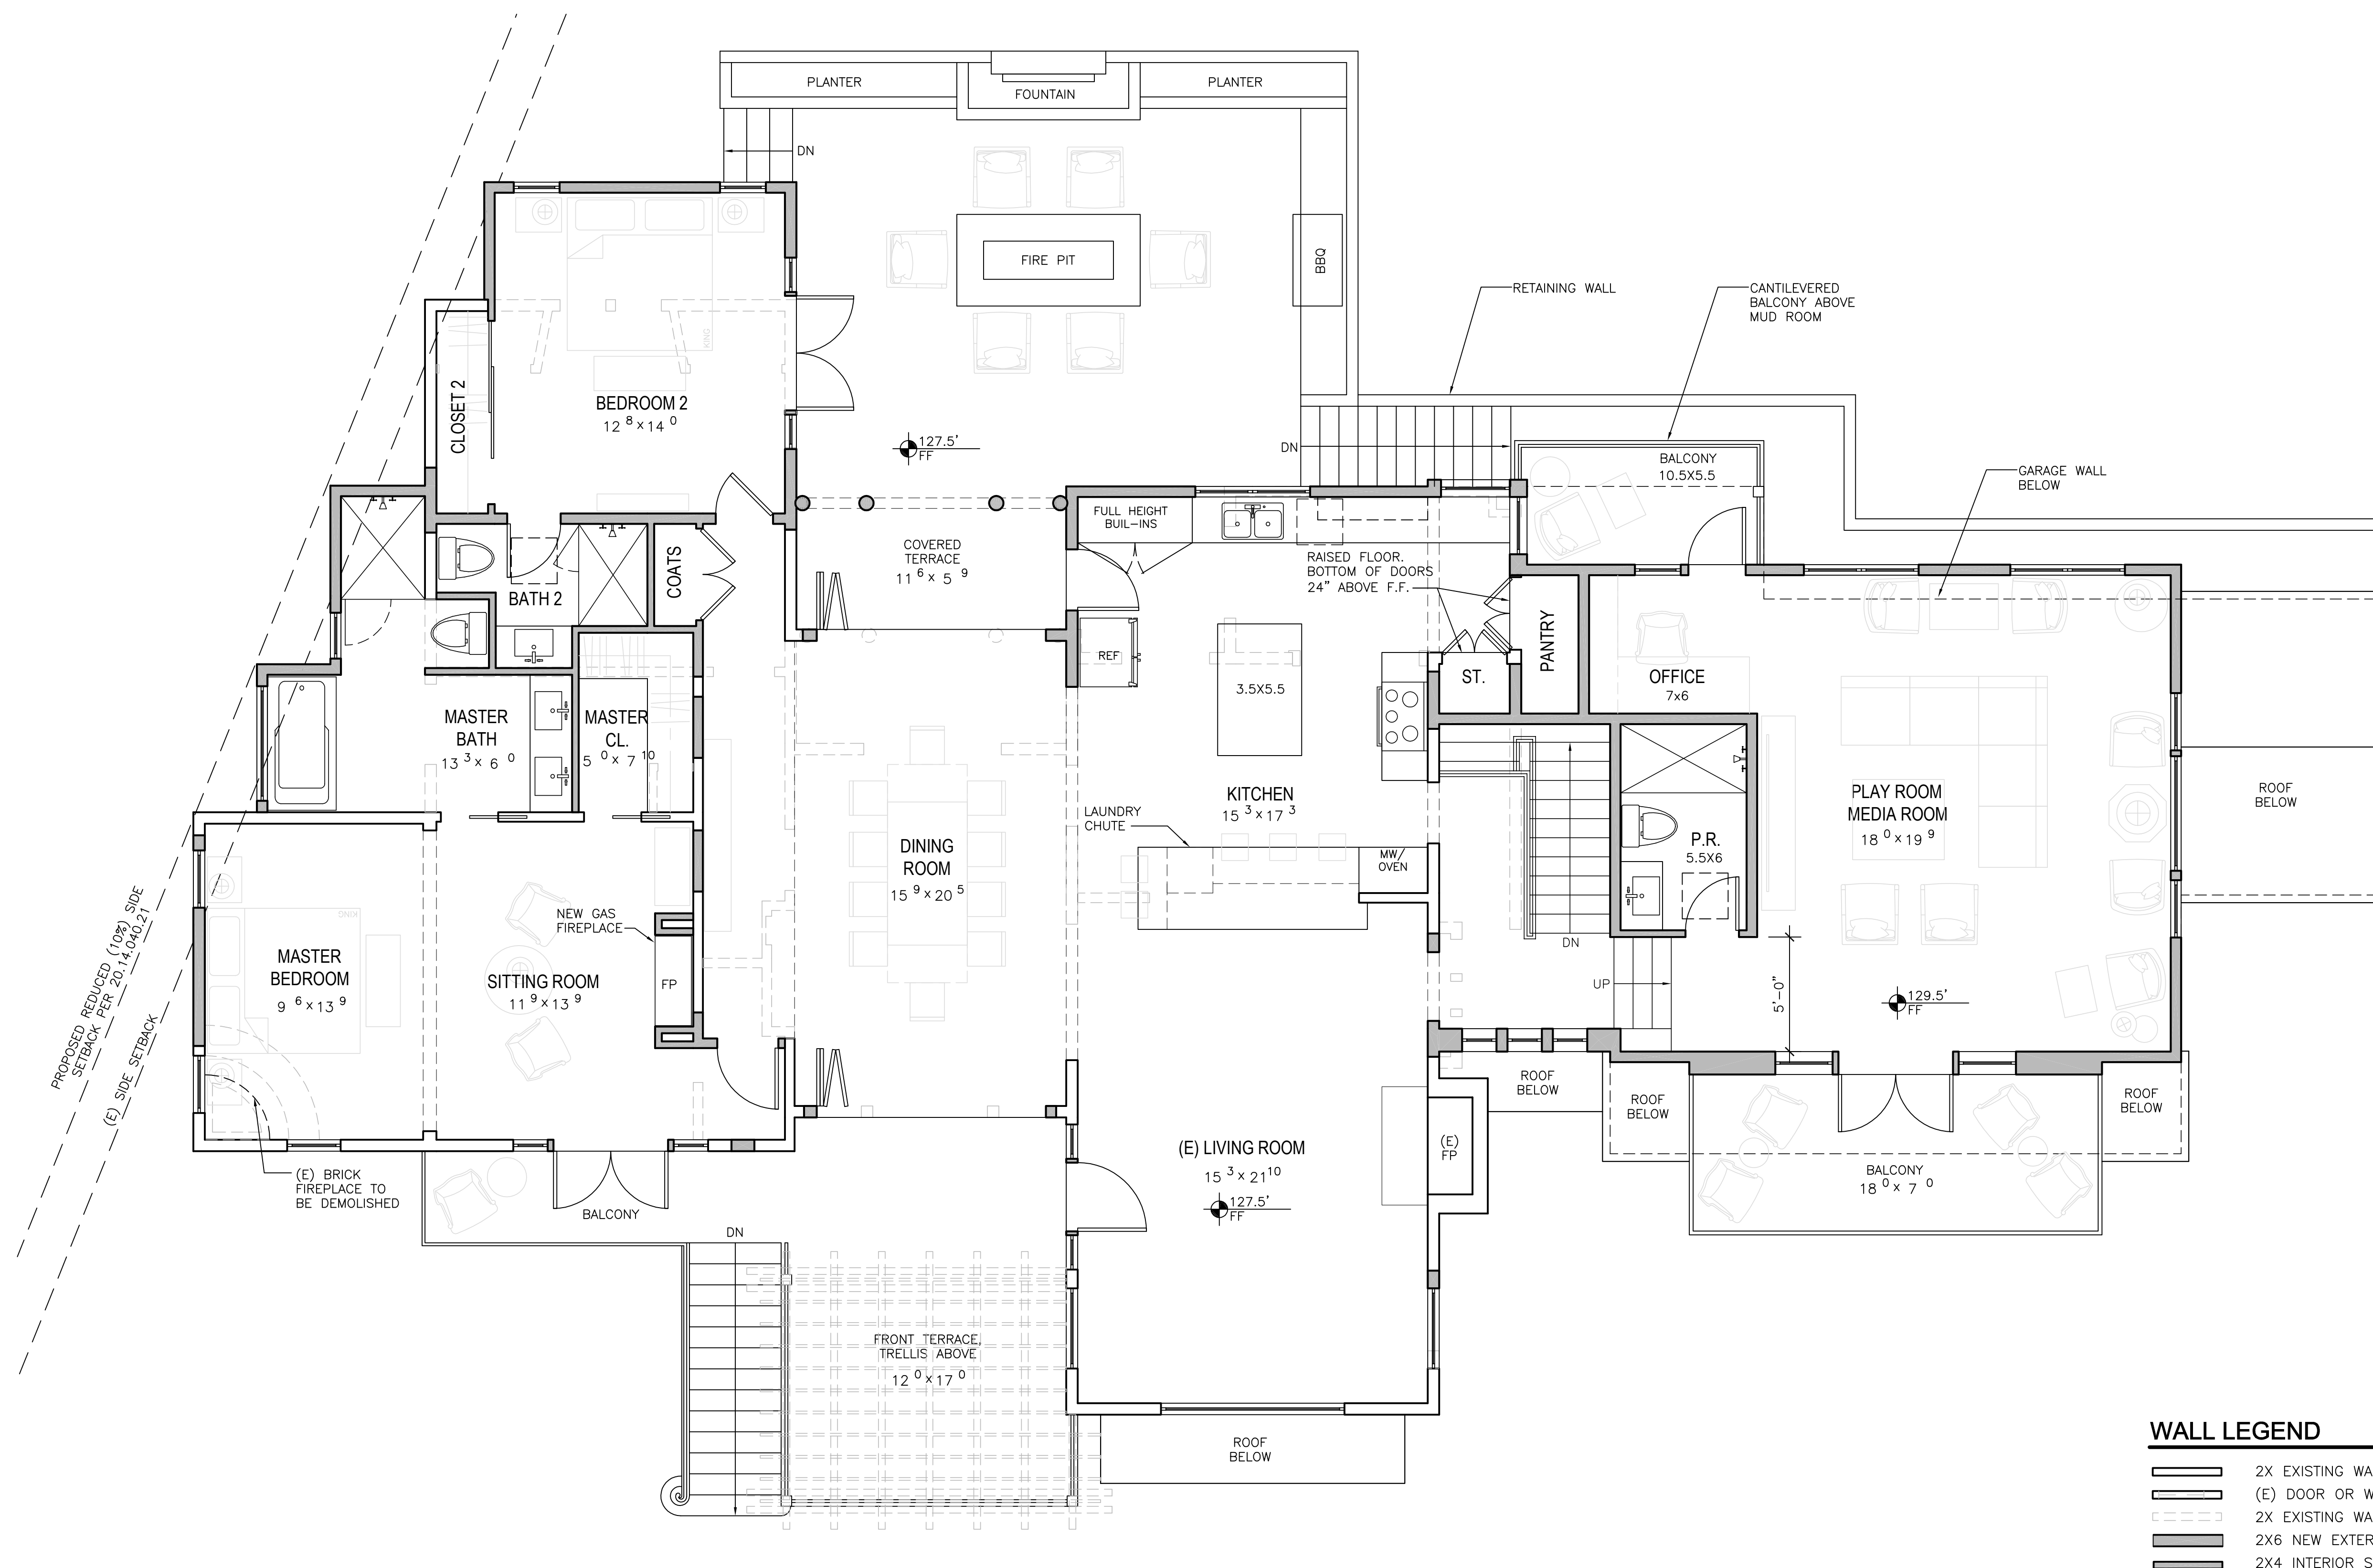 PLANTER
FOUNTAIN
PLANTER
DN
FIRE PIT
BBQ
RETAINING WALL
CANTILEVERED
BALCONY ABOVE
MUD ROOM
KING
CLOSET 2
BEDROOM 2
12 8 x 14 0
127.5'
FF
DN
BALCONY
10.5X5.5
GARAGE WALL
BELOW
FULL HEIGHT
BUIL-INS
COVERED
TERRACE
11 6 x 5 9
RAISED FLOOR.
BOTTOM OF DOORS
24" ABOVE F.F.
COATS
BATH 2
REF
PANTRY
ST.
OFFICE
7x6
3.5X5.5
MASTER
BATH
13 3 x 6 0
MASTER
CL.
5 0 x 7 10
ROOF
BELOW
KITCHEN
15 3 x 17 3
PLAY ROOM
MEDIA ROOM
18 0 x 19 9
LAUNDRY
CHUTE
DINING
ROOM
15 9 x 20 5
MW/
OVEN
P.R.
5.5X6
PROPOSED REDUCED (10%) SIDE
SETBACK PER 20.14.040.21
(E) SIDE SETBACK
KING
NEW GAS
FIREPLACE
MASTER
BEDROOM
9 6 x 13 9
SITTING ROOM
11 9 x 13 9
FP
DN
UP
5'-0"
129.5'
FF
ROOF
BELOW
ROOF
BELOW
ROOF
BELOW
(E)
FP
(E) LIVING ROOM
15 3 x 21 10
127.5'
FF
(E) BRICK
FIREPLACE TO
BE DEMOLISHED
BALCONY
BALCONY
18 0 x 7 0
DN
FRONT TERRACE,
TRELLIS ABOVE
12 0 x 17 0
ROOF
BELOW
WALL LEGEND
2X EXISTING WA
(E) DOOR OR W
2X EXISTING WA
2X6 NEW EXTER
2X4 INTERIOR S